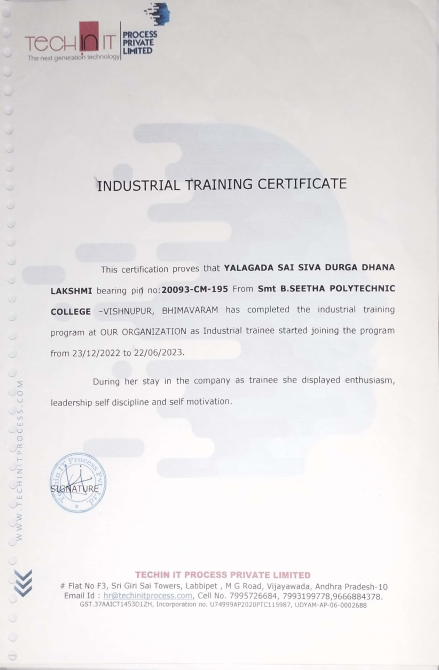 TECH IN IT
The next generation technology
PROCESS
PRIVATE
LIMITED
INDUSTRIAL TRAINING CERTIFICATE
This certification proves that YALAGADA SAI SIVA DURGA DHANA
LAKSHMI bearing pin no:20093-CM-195 From Smt B.SEETHA POLYTECHNIC
COLLEGE –VISHNUPUR, BHIMAVARAM has completed the industrial training
program at OUR ORGANIZATION as Industrial trainee started joining the program
from 23/12/2022 to 22/06/2023.
During her stay in the company as trainee she displayed enthusiasm,
leadership self discipline and self motivation.
WWW.TECHINITPROCESS.COM
Techin IT Process Pvt. Ltd
SIGNATURE
TECHIN IT PROCESS PRIVATE LIMITED
# Flat No F3, Sri Giri Sai Towers, Labbipet , M G Road, Vijayawada, Andhra Pradesh-10
Email Id : hr@techinitprocess.com, Cell No. 7995726684, 7993199778,9666884378.
GST.37AAICT1453D1ZH, Incorporation no. U74999AP2020PTC115987, UDYAM-AP-06-0002688